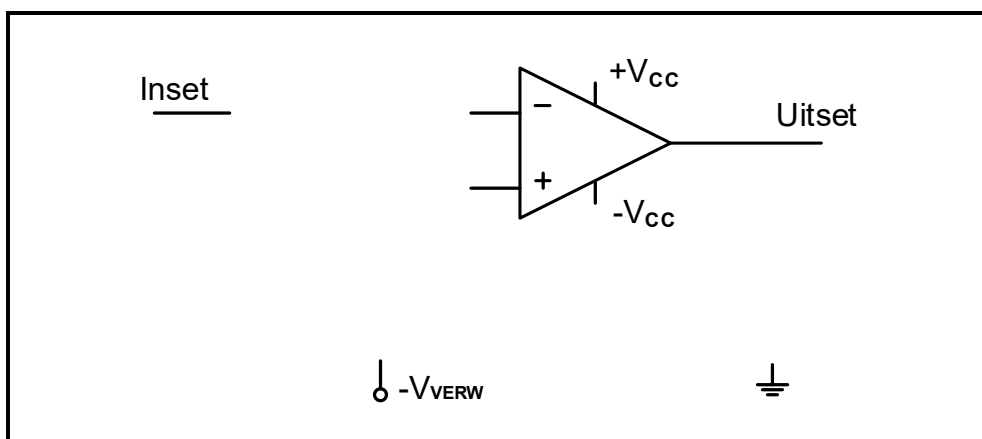 Inset
+VCC
Uitset
−
+
-VCC
-VVERW